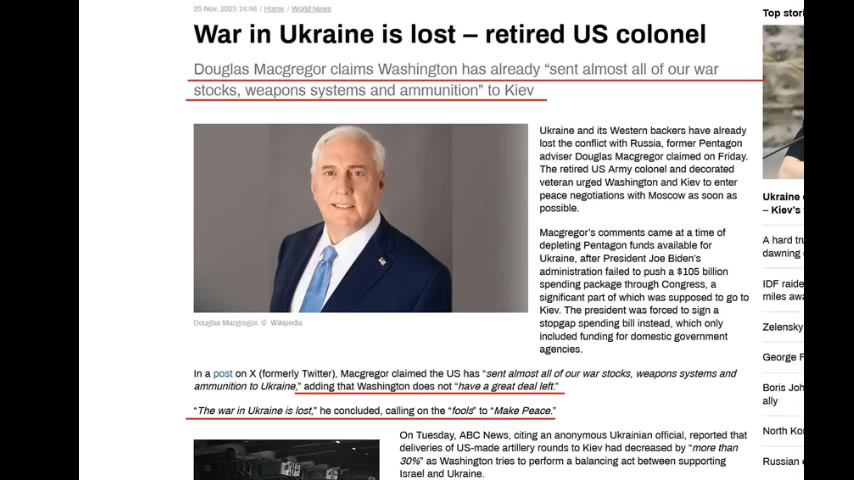 25 Nov, 2023 14:46 / Home / World News
War in Ukraine is lost – retired US colonel
Douglas Macgregor claims Washington has already “sent almost all of our war
stocks, weapons systems and ammunition” to Kiev
Ukraine and its Western backers have already
lost the conflict with Russia, former Pentagon
adviser Douglas Macgregor claimed on Friday.
The retired US Army colonel and decorated
veteran urged Washington and Kiev to enter
peace negotiations with Moscow as soon as
possible.
Macgregor’s comments came at a time of
depleting Pentagon funds available for
Ukraine, after President Joe Biden’s
administration failed to push a $105 billion
spending package through Congress, a
significant part of which was supposed to go to
Kiev. The president was forced to sign a
stopgap spending bill instead, which only
included funding for domestic government
agencies.
Douglas Macgregor. © Wikipedia
In a post on X (formerly Twitter), Macgregor claimed the US has “sent almost all of our war stocks, weapons systems and
ammunition to Ukraine,” adding that Washington does not “have a great deal left.”
“The war in Ukraine is lost,” he concluded, calling on the “fools” to “Make Peace.”
On Tuesday, ABC News, citing an anonymous Ukrainian official, reported that
deliveries of US-made artillery rounds to Kiev had decreased by “more than
30%” as Washington tries to perform a balancing act between supporting
Israel and Ukraine.
Top stori
Ukraine
– Kiev’s
A hard tru
dawning
IDF raide
miles awa
Zelensky
George F
Boris Joh
ally
North Ko
Russian